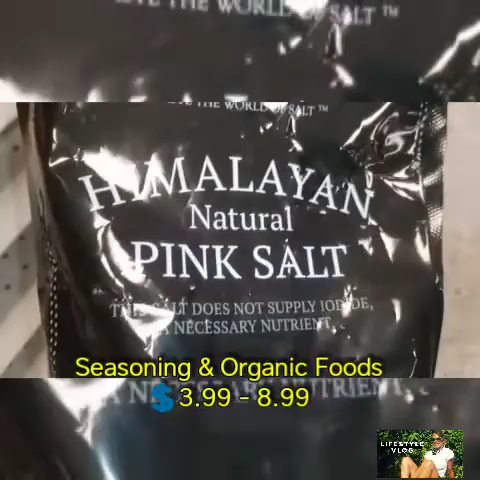 THE WORLD OF SALT ™
THE WORLD OF SALT ™
HIMALAYAN
Natural
PINK SALT
THIS SALT DOES NOT SUPPLY IODIDE,
A NECESSARY NUTRIENT.
Seasoning & Organic Foods
A NECESSARY NUTRIENT.
$ 3.99 - 8.99
LIFESTYLE
VLOG